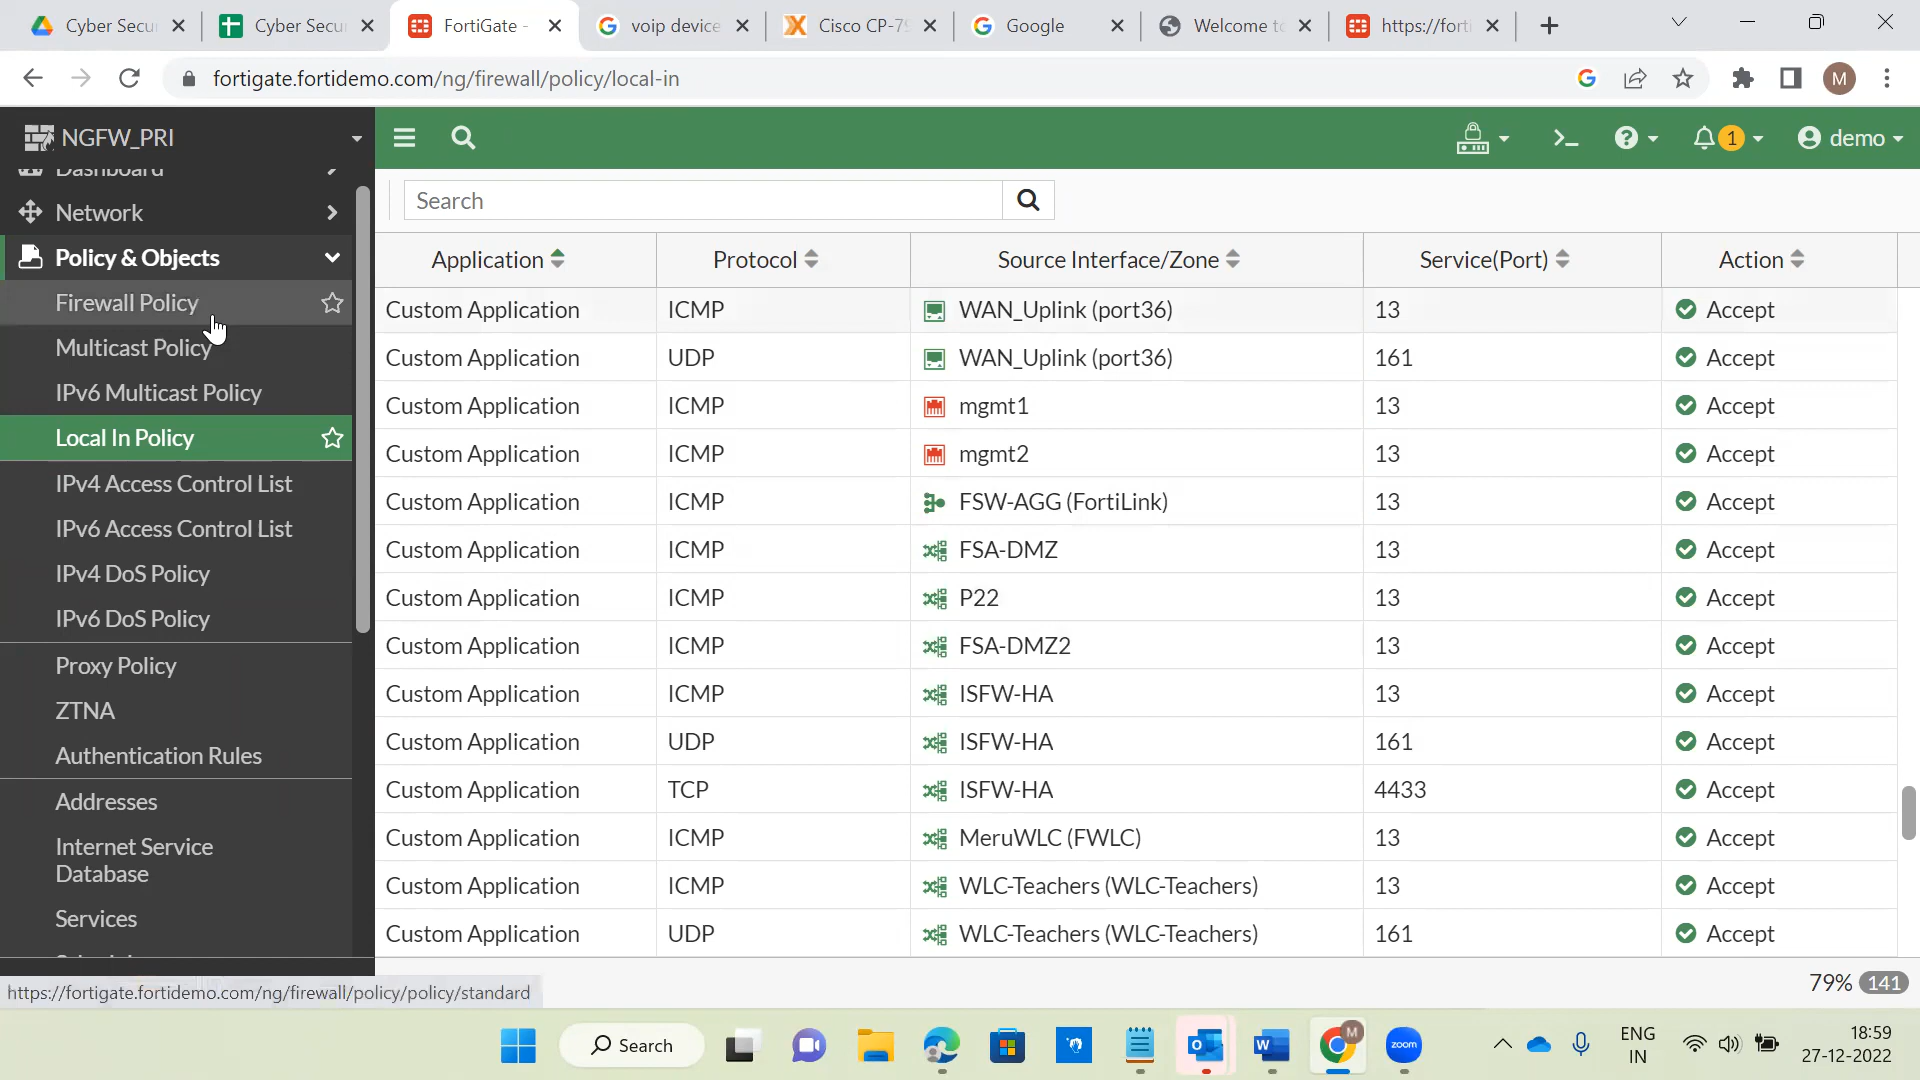 Cyber Secu
Cyber Secu
FortiGate -
voip device
Cisco CP-79
Google
Welcome to
https://forti
fortigate.fortidemo.com/ng/firewall/policy/local-in
M
NGFW_PRI
1
demo
Dashboard
Network
Policy & Objects
Firewall Policy
Multicast Policy
IPv6 Multicast Policy
Local In Policy
IPv4 Access Control List
IPv6 Access Control List
IPv4 DoS Policy
IPv6 DoS Policy
Proxy Policy
ZTNA
Authentication Rules
Addresses
Internet Service
Database
Services
Search
Application Protocol Source Interface/Zone Service(Port) Action
Custom Application ICMP WAN_Uplink (port36) 13 Accept
Custom Application UDP WAN_Uplink (port36) 161 Accept
Custom Application ICMP mgmt1 13 Accept
Custom Application ICMP mgmt2 13 Accept
Custom Application ICMP FSW-AGG (FortiLink) 13 Accept
Custom Application ICMP FSA-DMZ 13 Accept
Custom Application ICMP P22 13 Accept
Custom Application ICMP FSA-DMZ2 13 Accept
Custom Application ICMP ISFW-HA 13 Accept
Custom Application UDP ISFW-HA 161 Accept
Custom Application TCP ISFW-HA 4433 Accept
Custom Application ICMP MeruWLC (FWLC) 13 Accept
Custom Application ICMP WLC-Teachers (WLC-Teachers) 13 Accept
Custom Application UDP WLC-Teachers (WLC-Teachers) 161 Accept
79% 141
https://fortigate.fortidemo.com/ng/firewall/policy/policy/standard
Search
M
zoom
ENG
IN
18:59
27-12-2022